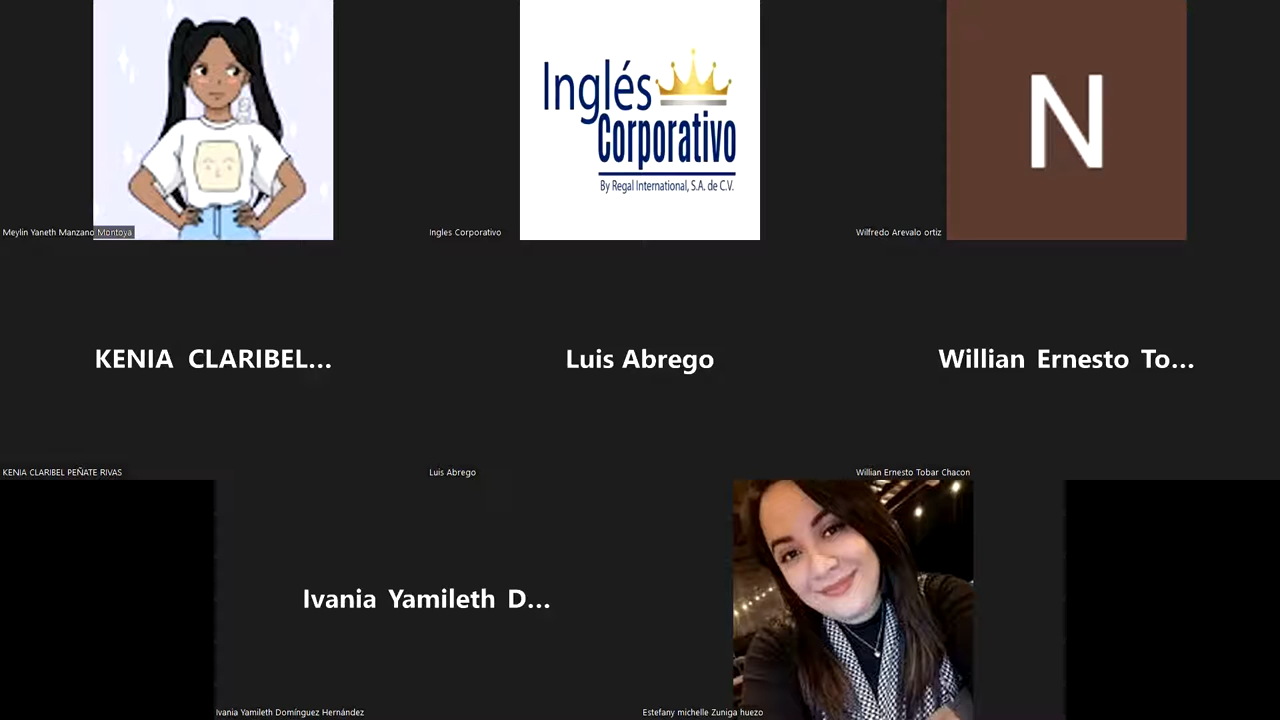 Inglés
Corporativo
By Regal International, S.A. de C.V.
N
Meylin Yaneth Manzano Montoya
Ingles Corporativo
Wilfredo Arevalo ortiz
KENIA CLARIBEL...
Luis Abrego
Willian Ernesto To...
KENIA CLARIBEL PEÑATE RIVAS
Luis Abrego
Willian Ernesto Tobar Chacon
Ivania Yamileth D...
Ivania Yamileth Domínguez Hernández
Estefany michelle Zuniga huezo